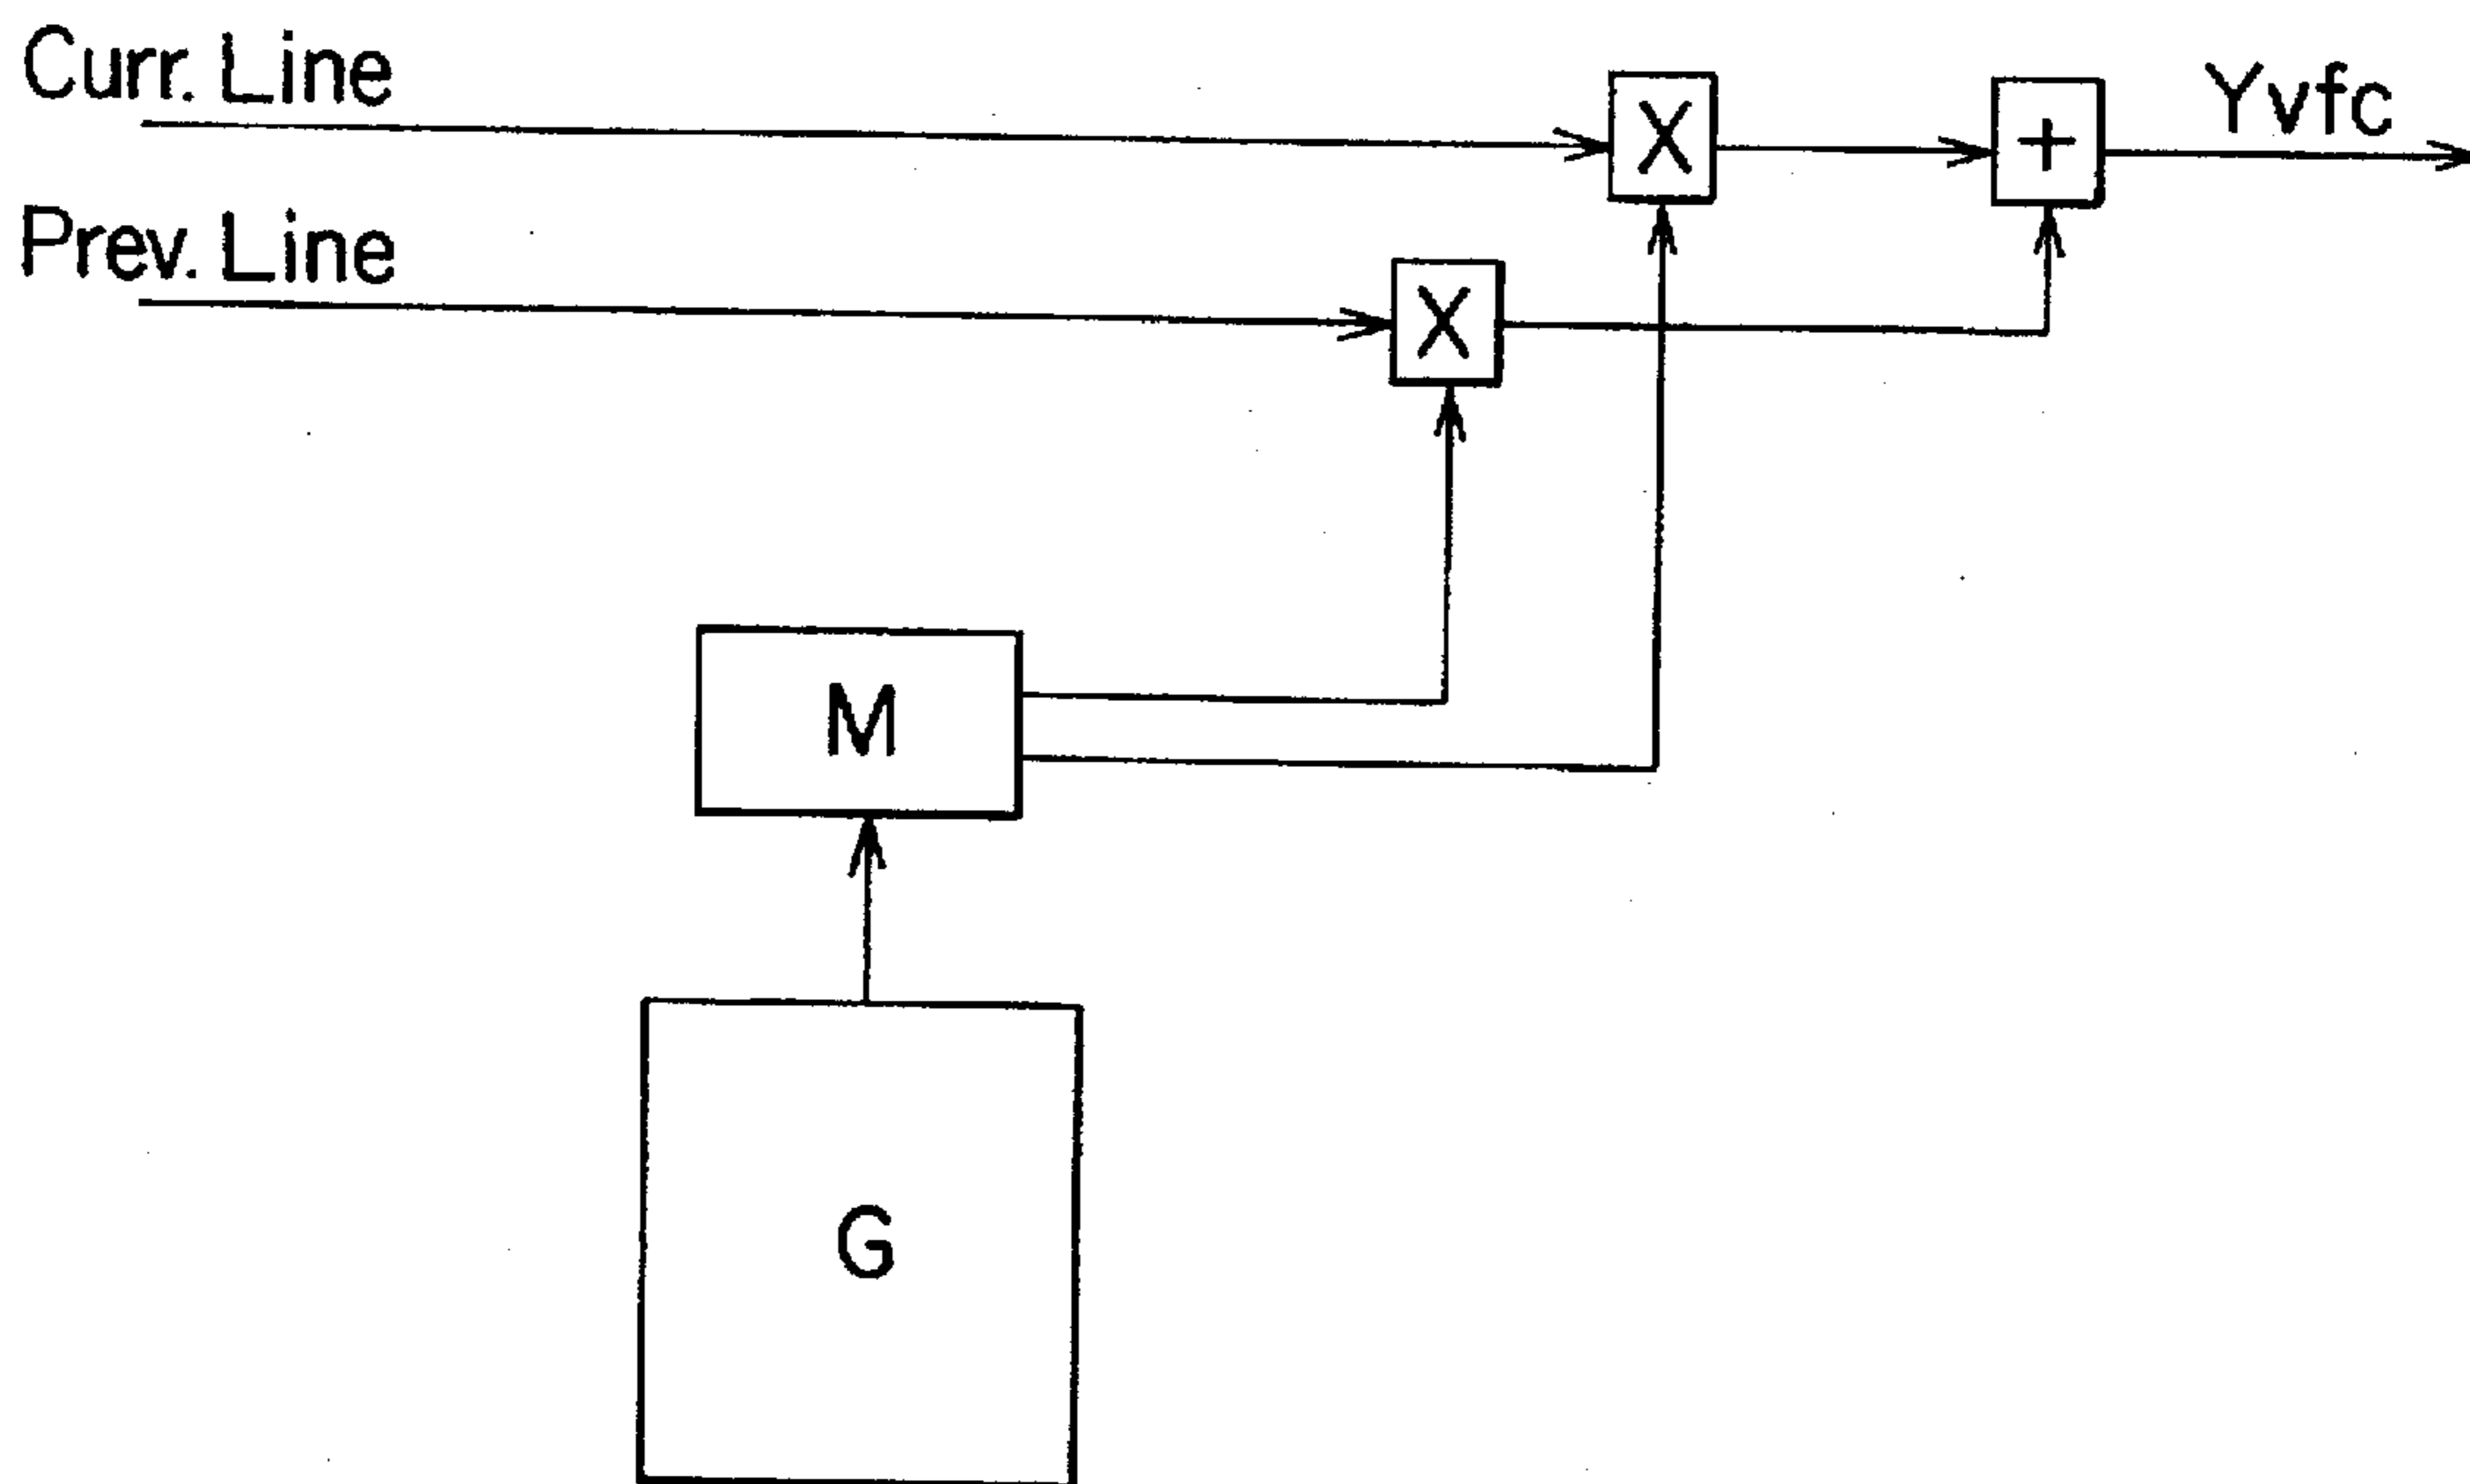 Curr. Line
Yvfc
X
+
Prev. Line
X
M
G